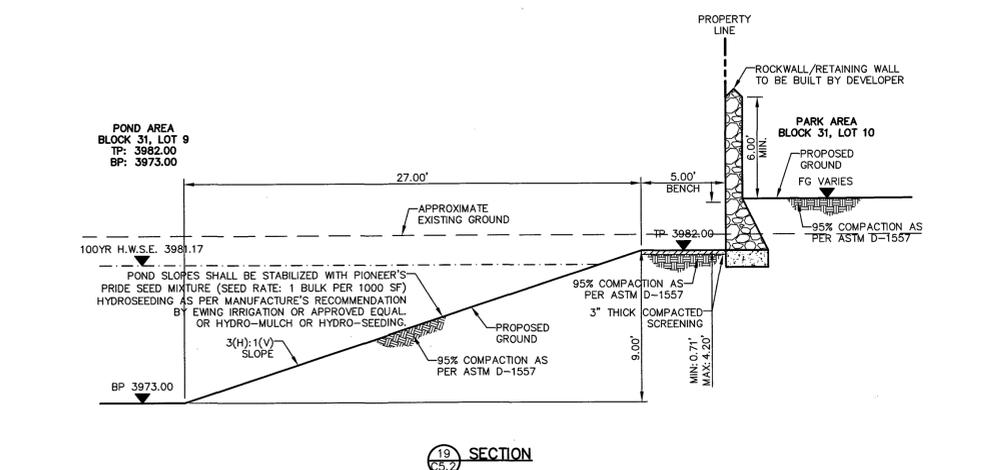 PROPERTY
LINE
ROCKWALL/RETAINING WALL
TO BE BUILT BY DEVELOPER
POND AREA
BLOCK 31, LOT 9
TP: 3982.00
BP: 3973.00
6.00'
MIN.
PARK AREA
BLOCK 31, LOT 10
PROPOSED
GROUND
FG VARIES
27.00'
5.00'
BENCH
APPROXIMATE
EXISTING GROUND
TP 3982.00
95% COMPACTION AS
PER ASTM D-1557
100YR H.W.S.E. 3981.17
POND SLOPES SHALL BE STABILIZED WITH PIONEER'S
PRIDE SEED MIXTURE (SEED RATE: 1 BULK PER 1000 SF)
HYDROSEEDING AS PER MANUFACTURE'S RECOMMENDATION
BY EWING IRRIGATION OR APPROVED EQUAL.
OR HYDRO-MULCH OR HYDRO-SEEDING.
95% COMPACTION AS
PER ASTM D-1557
3" THICK COMPACTED
SCREENING
PROPOSED
GROUND
3(H):1(V)
SLOPE
95% COMPACTION AS
PER ASTM D-1557
9.00'
MIN: 0.71'
MAX: 4.20'
BP 3973.00
19
C5.2
SECTION